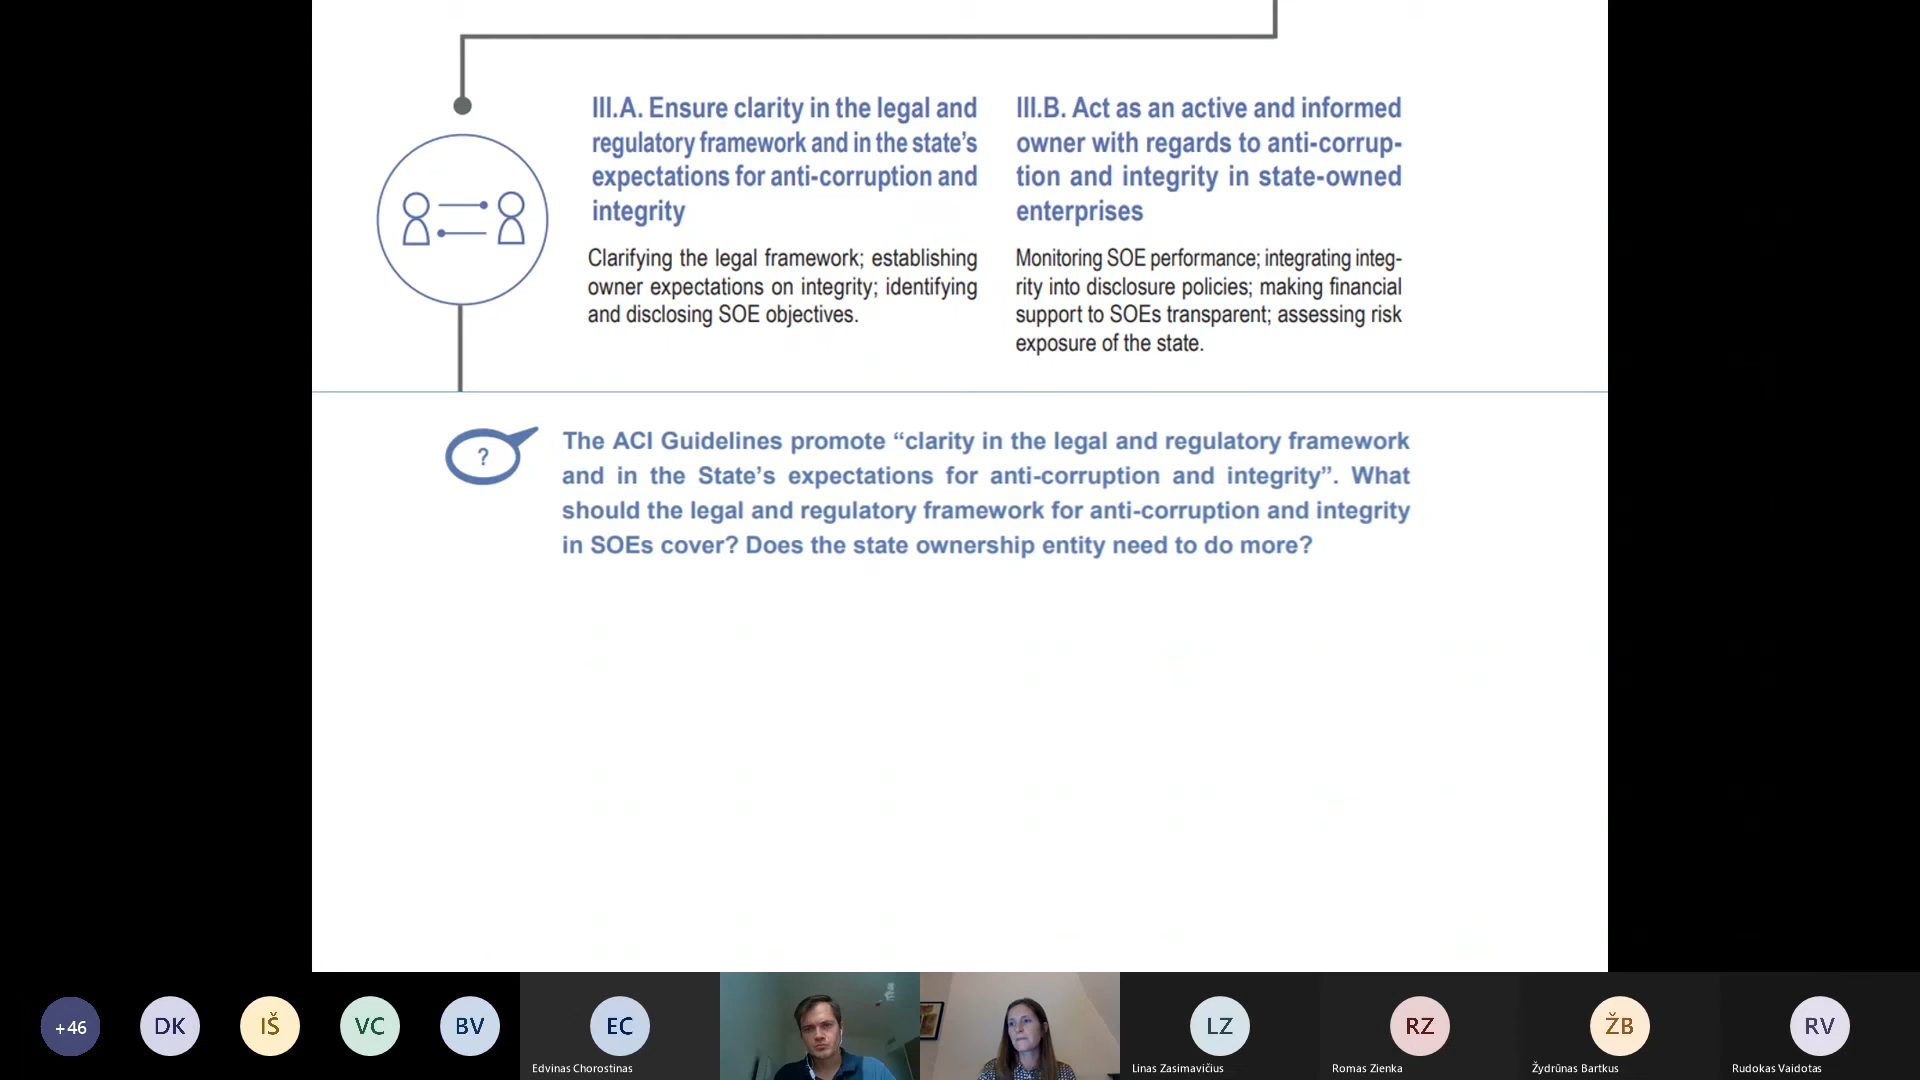 III.A. Ensure clarity in the legal and
regulatory framework and in the state’s
expectations for anti-corruption and
integrity
Clarifying the legal framework; establishing
owner expectations on integrity; identifying
and disclosing SOE objectives.
III.B. Act as an active and informed
owner with regards to anti-corrup-
tion and integrity in state-owned
enterprises
Monitoring SOE performance; integrating integ-
rity into disclosure policies; making financial
support to SOEs transparent; assessing risk
exposure of the state.
?
The ACI Guidelines promote “clarity in the legal and regulatory framework
and in the State’s expectations for anti-corruption and integrity”. What
should the legal and regulatory framework for anti-corruption and integrity
in SOEs cover? Does the state ownership entity need to do more?
+46
DK
IŠ
VC
BV
EC
Edvinas Chorostinas
LZ
Linas Zasimavičius
RZ
Romas Zienka
ŽB
Žydrūnas Bartkus
RV
Rudokas Vaidotas